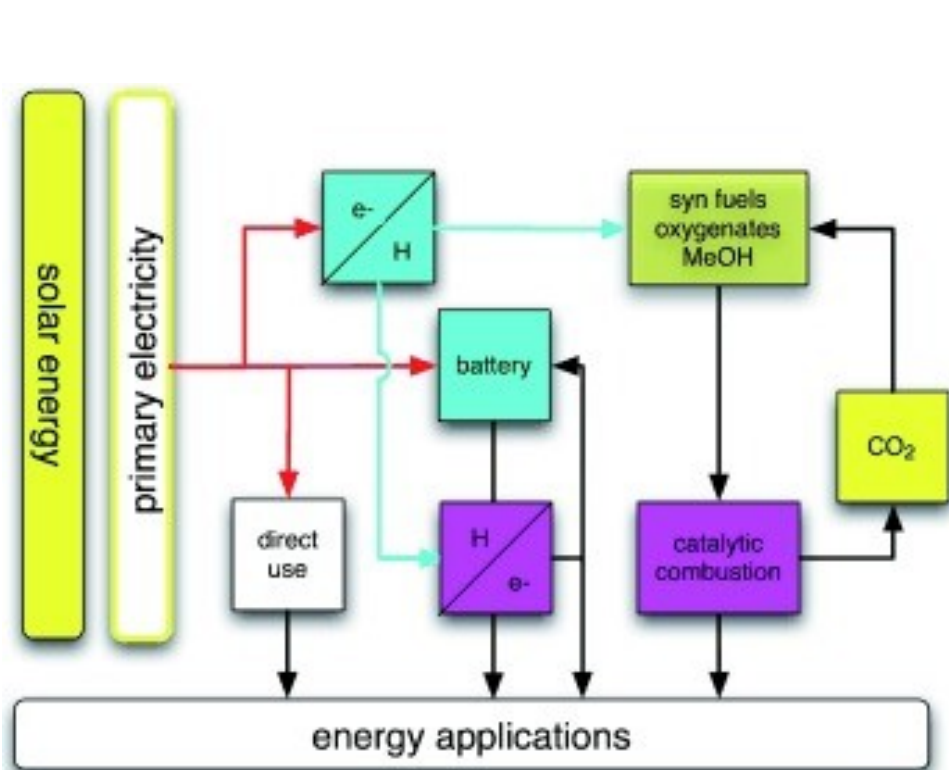 solar energy
primary electricity
e-
H
syn fuels
oxygenates
MeOH
battery
CO₂
direct
use
H
e-
catalytic
combustion
energy applications